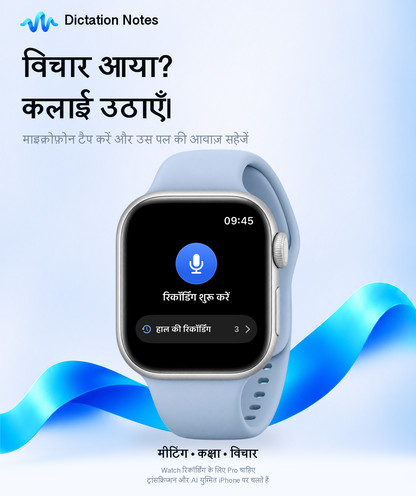 Dictation Notes
विचार आया?
कलाई उठाएँ।
माइक्रोफ़ोन टैप करें और उस पल की आवाज़ सहेजें
09:45
रिकॉर्डिंग शुरू करें
हाल की रिकॉर्डिंग 3
मीटिंग • कक्षा • विचार
Watch रिकॉर्डिंग के लिए Pro चाहिए
ट्रांसक्रिप्शन और AI युग्मित iPhone पर चलते हैं